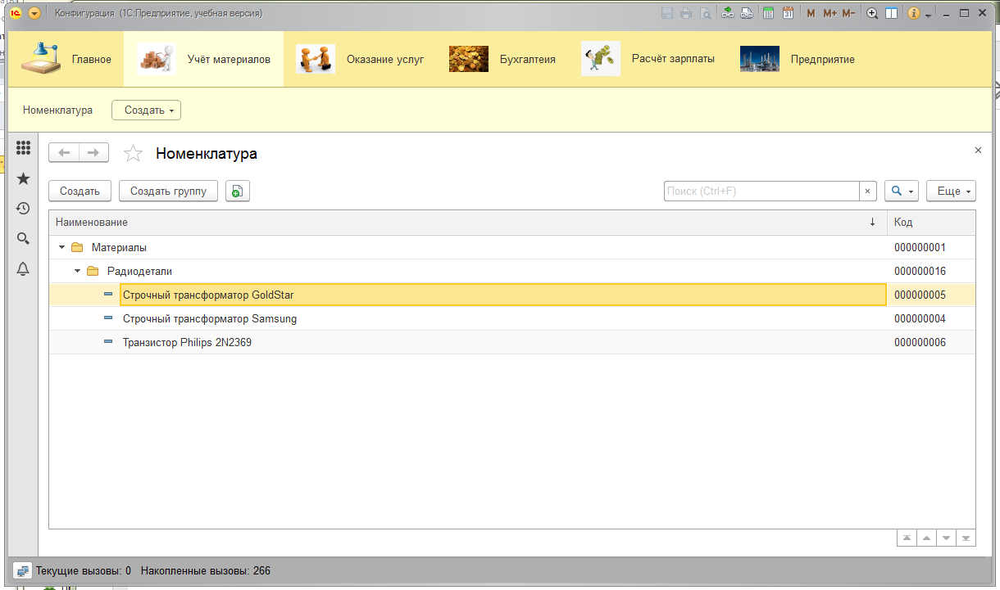 Конфигурация (1С:Предприятие, учебная версия)
31 M M+ M-
Главное Учёт материалов Оказание услуг Бухгалтеия Расчёт зарплаты Предприятие
Номенклатура Создать
Номенклатура
Создать Создать группу Поиск (Ctrl+F) × Еще
Наименование ↓ Код
Материалы 000000001
Радиодетали 000000016
Строчный трансформатор GoldStar 000000005
Строчный трансформатор Samsung 000000004
Транзистор Philips 2N2369 000000006
Текущие вызовы: 0 Накопленные вызовы: 266